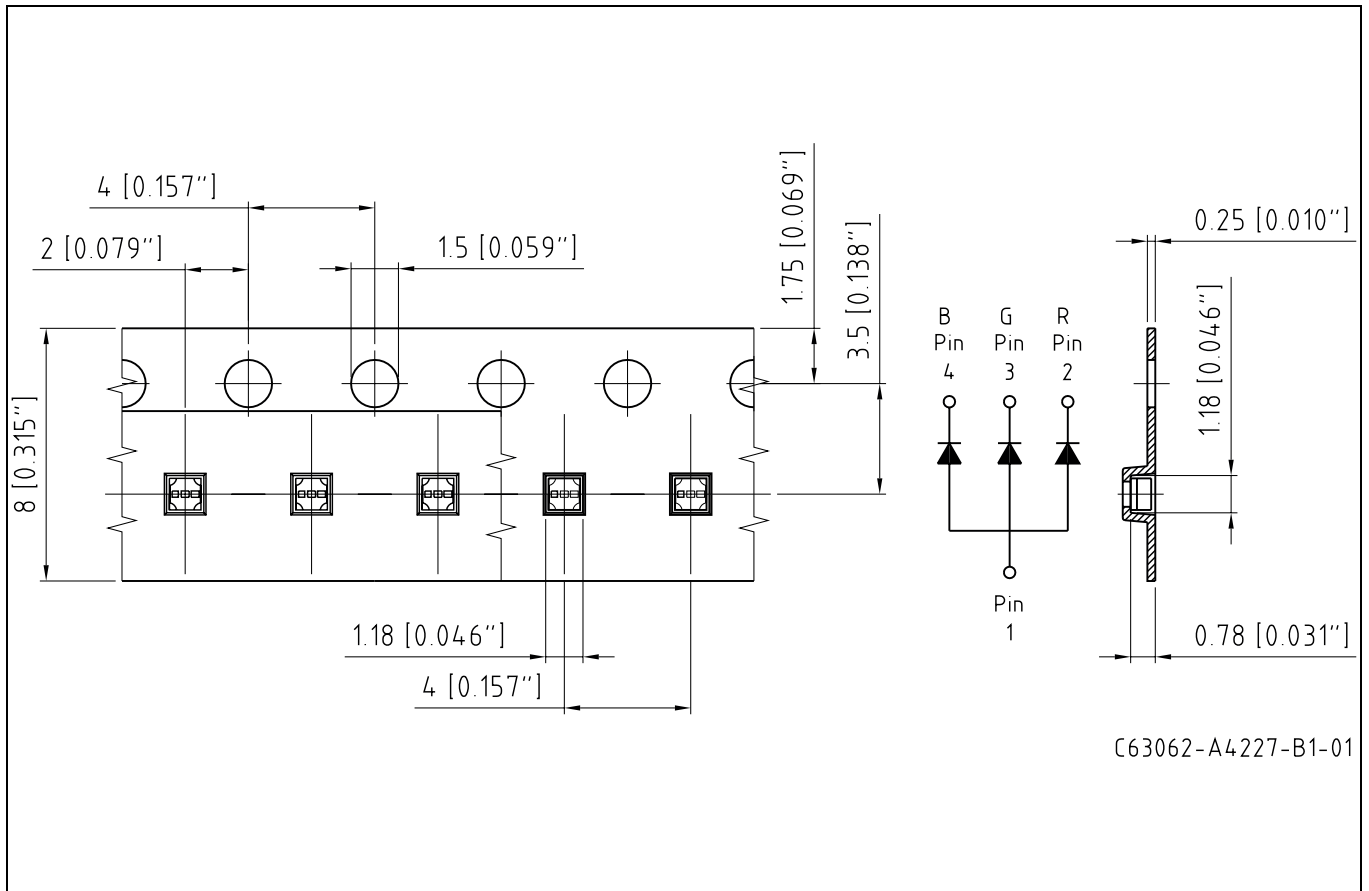 4 [0.157"]
2 [0.079"]
1.5 [0.059"]
1.75 [0.069"]
3.5 [0.138"]
8 [0.315"]
1.18 [0.046"]
4 [0.157"]
B
Pin
4
G
Pin
3
R
Pin
2
Pin
1
0.25 [0.010"]
1.18 [0.046"]
0.78 [0.031"]
C63062-A4227-B1-01